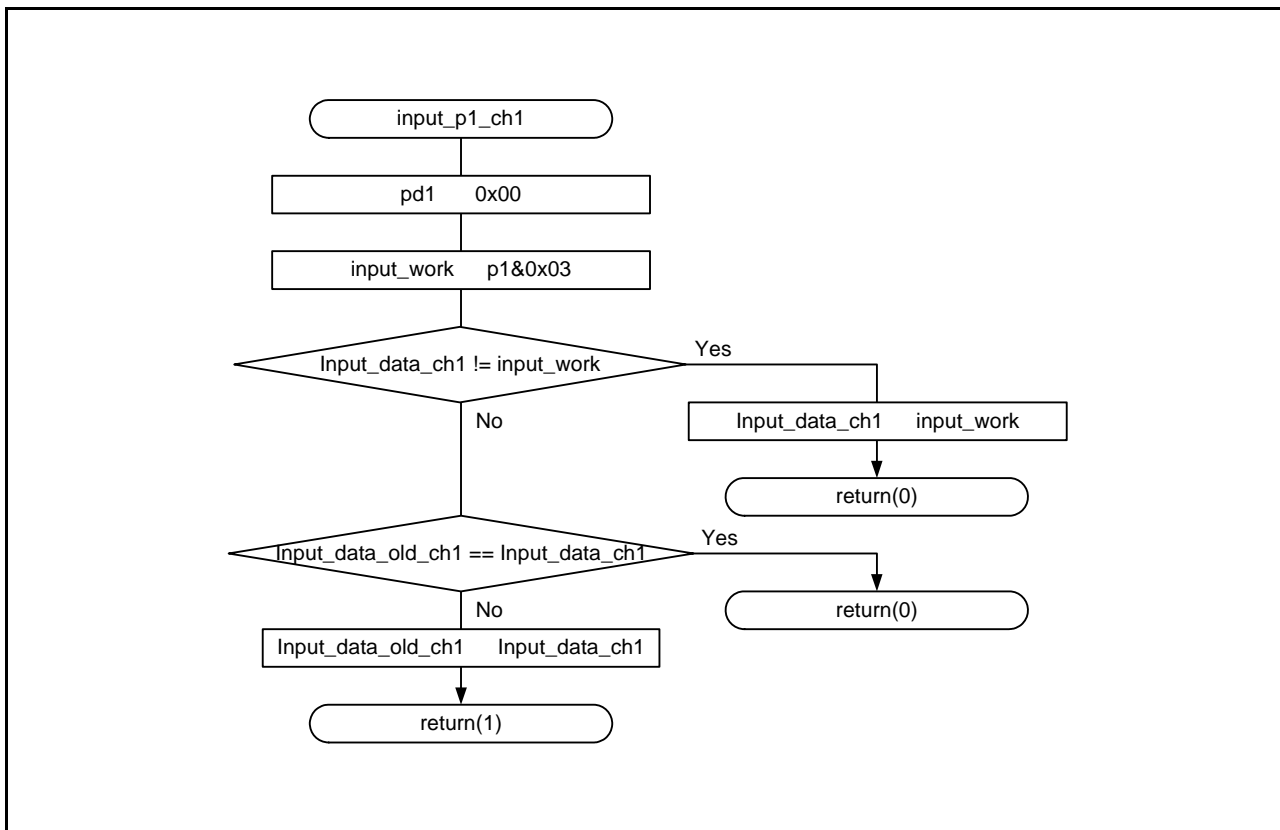 input_p1_ch1
pd1 0x00
input_work p1&0x03
Input_data_ch1 != input_work
Yes
No
Input_data_ch1 input_work
return(0)
Input_data_old_ch1 == Input_data_ch1
Yes
return(0)
No
Input_data_old_ch1 Input_data_ch1
return(1)